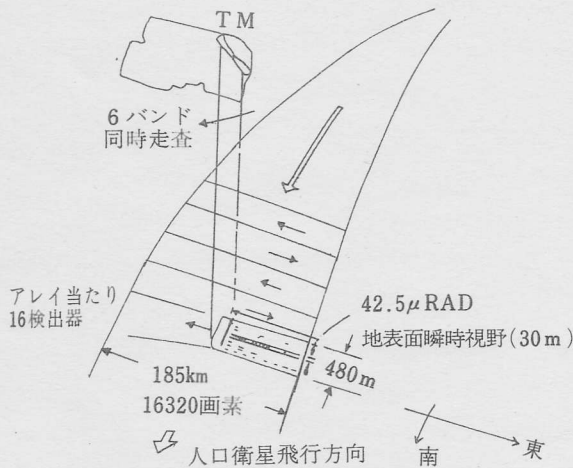 TM
6バンド
同時走査
アレイ当たり
16検出器
42.5μRAD
地表面瞬時視野(30m)
480m
185km
16320画素
人口衛星飛行方向
南
東